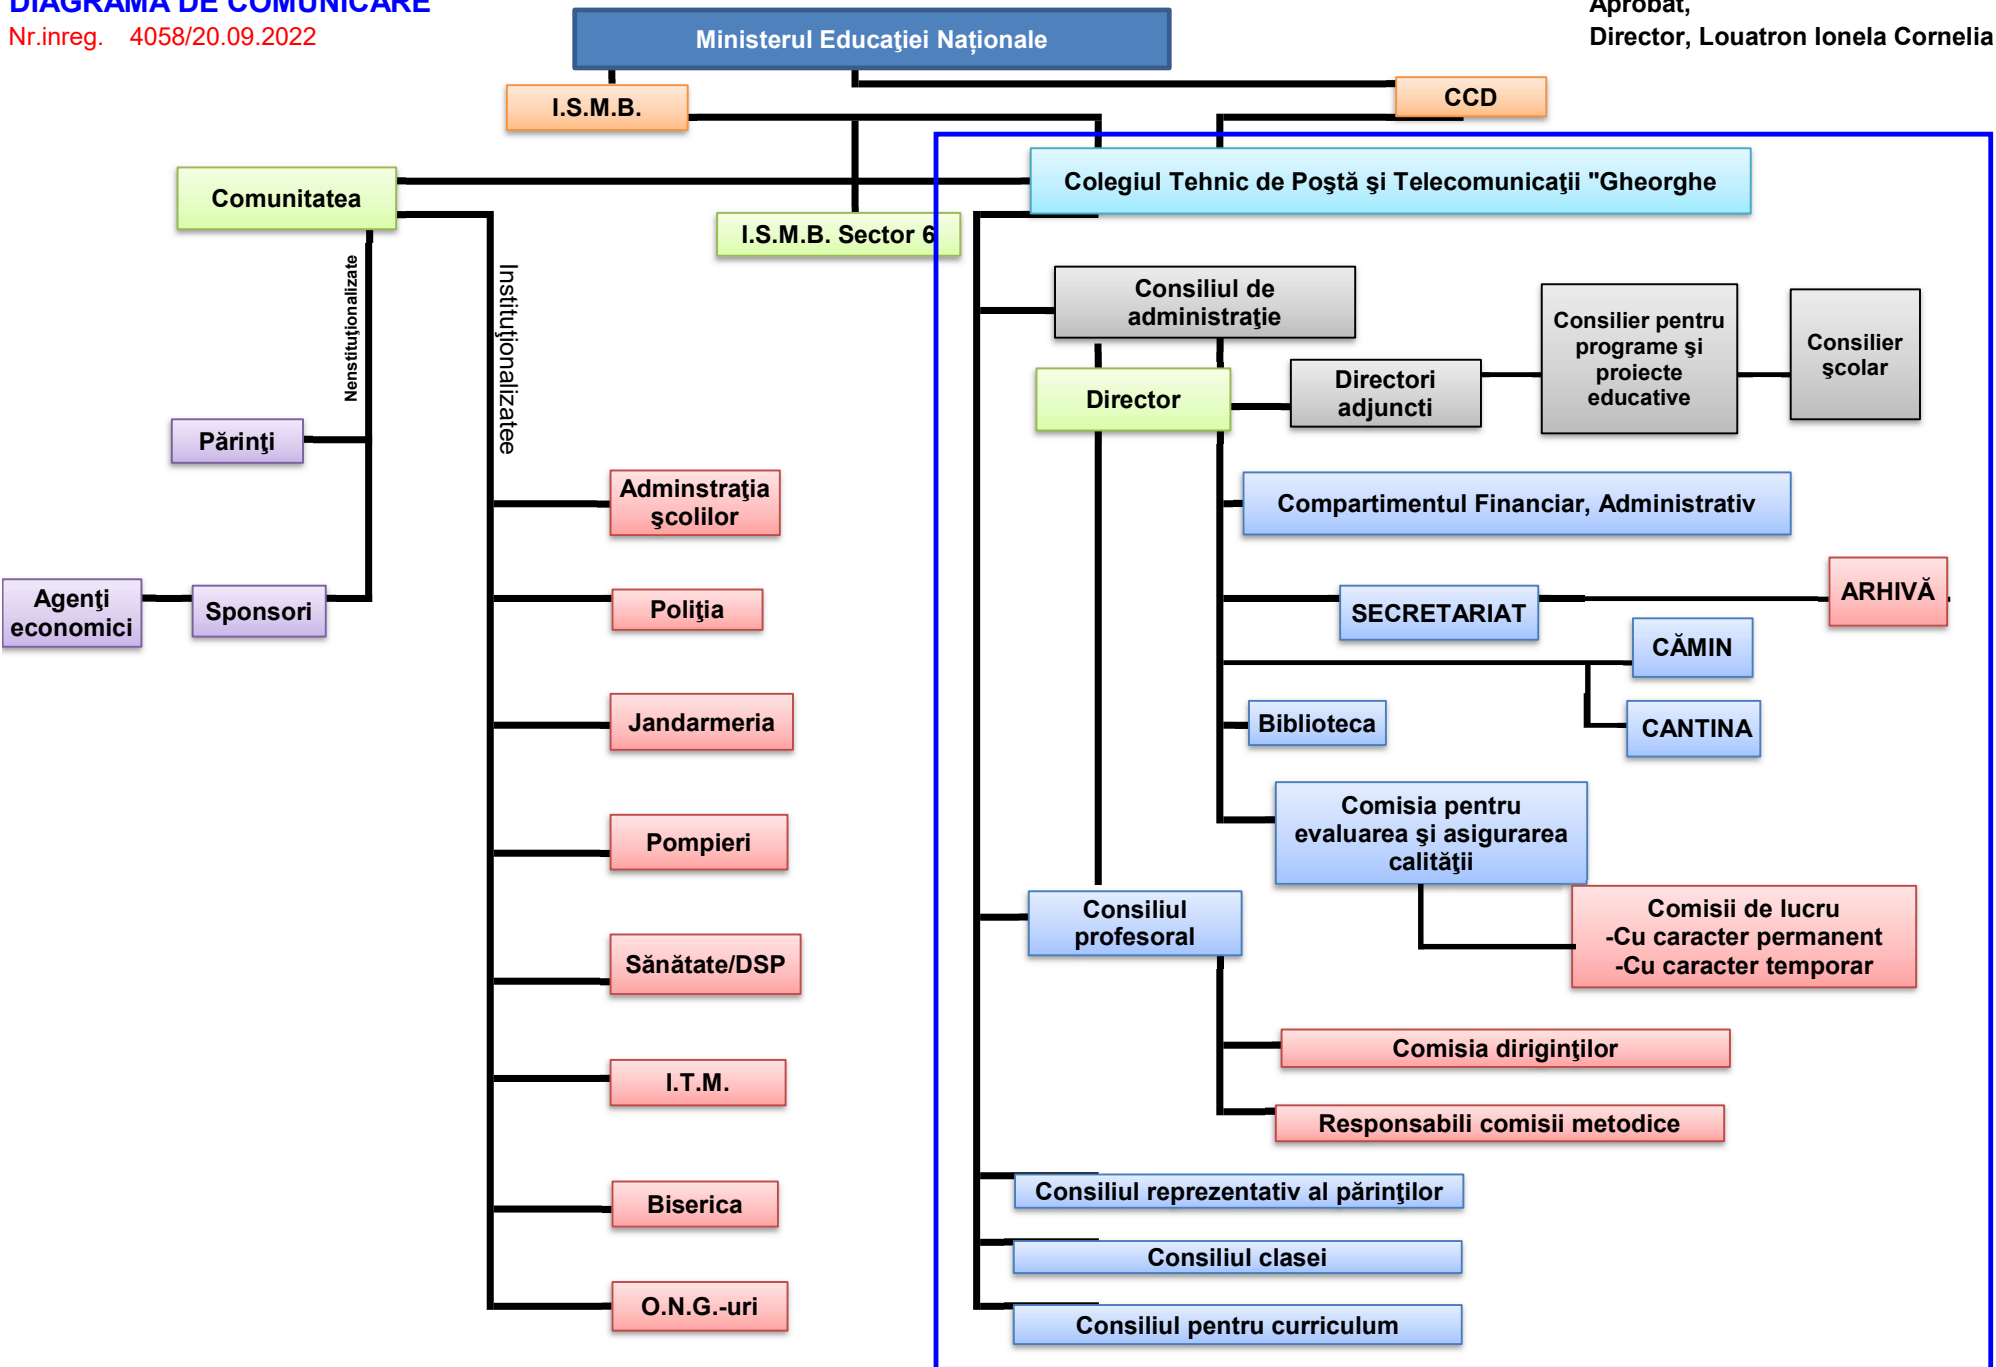 DIAGRAMA DE COMUNICARE
Nr.inreg. 4058/20.09.2022
Aprobat,
Director, Louatron Ionela Cornelia
Ministerul Educaţiei Naționale
I.S.M.B.
CCD
Comunitatea
Colegiul Tehnic de Poştă şi Telecomunicaţii "Gheorghe
I.S.M.B. Sector 6
Nenstituţionalizate
Instituţionalizatee
Consiliul de
administraţie
Consilier pentru
programe şi
proiecte
educative
Consilier
şcolar
Director
Directori
adjuncti
Părinţi
Adminstraţia
şcolilor
Compartimentul Financiar, Administrativ
Agenţi
economici
Sponsori
Poliţia
SECRETARIAT
ARHIVĂ
CĂMIN
Jandarmeria
Biblioteca
CANTINA
Pompieri
Comisia pentru
evaluarea şi asigurarea
calităţii
Consiliul
profesoral
Comisii de lucru
-Cu caracter permanent
-Cu caracter temporar
Sănătate/DSP
Comisia diriginţilor
I.T.M.
Responsabili comisii metodice
Biserica
Consiliul reprezentativ al părinţilor
Consiliul clasei
O.N.G.-uri
Consiliul pentru curriculum